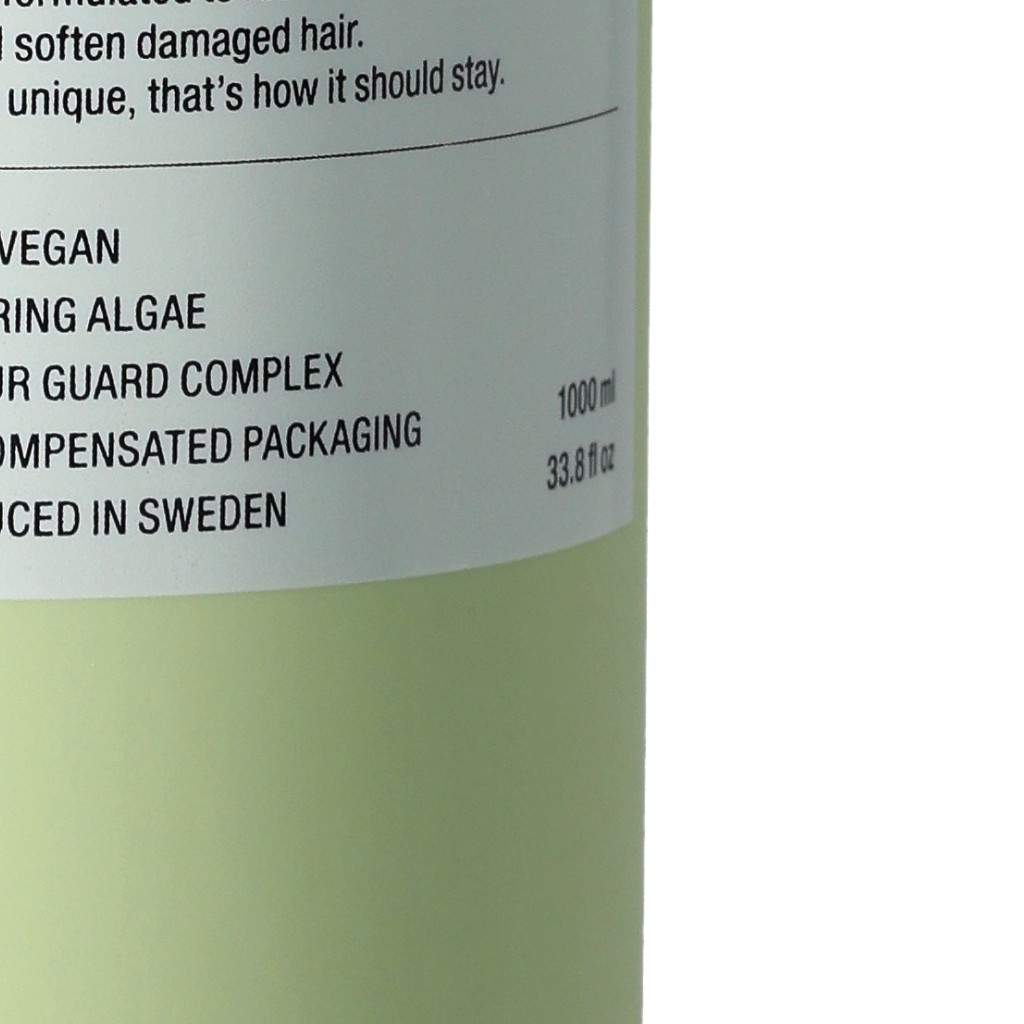 soften damaged hair.
unique, that's how it should stay.
VEGAN
RING ALGAE
UR GUARD COMPLEX
OMPENSATED PACKAGING
UCED IN SWEDEN
1000 ml
33.8 fl oz